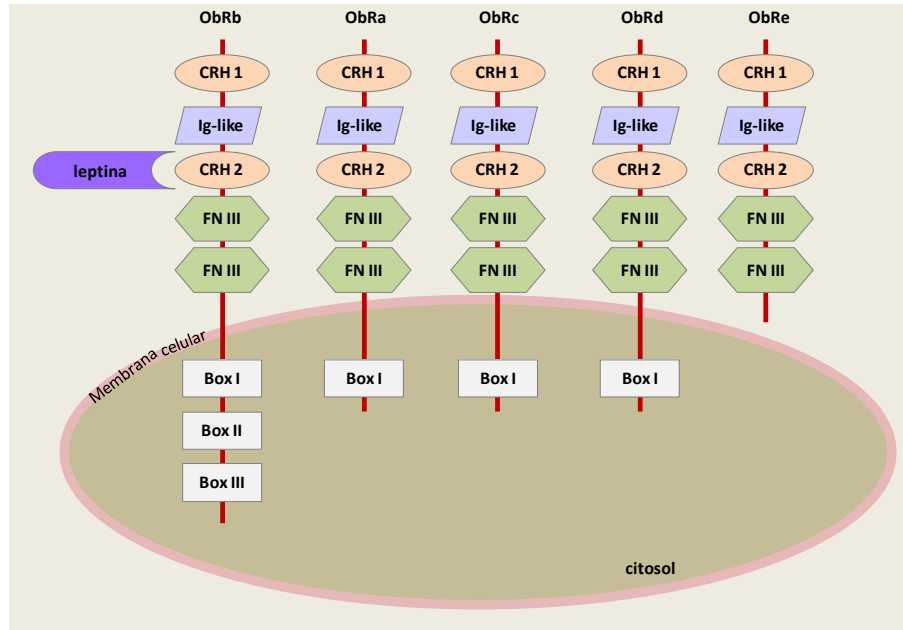 ObRb ObRa ObRc ObRd ObRe
CRH 1 CRH 1 CRH 1 CRH 1 CRH 1
Ig-like Ig-like Ig-like Ig-like Ig-like
leptina CRH 2 CRH 2 CRH 2 CRH 2 CRH 2
FN III FN III FN III FN III FN III
FN III FN III FN III FN III FN III
Membrana celular
Box I Box I Box I Box I
Box II
Box III
citosol